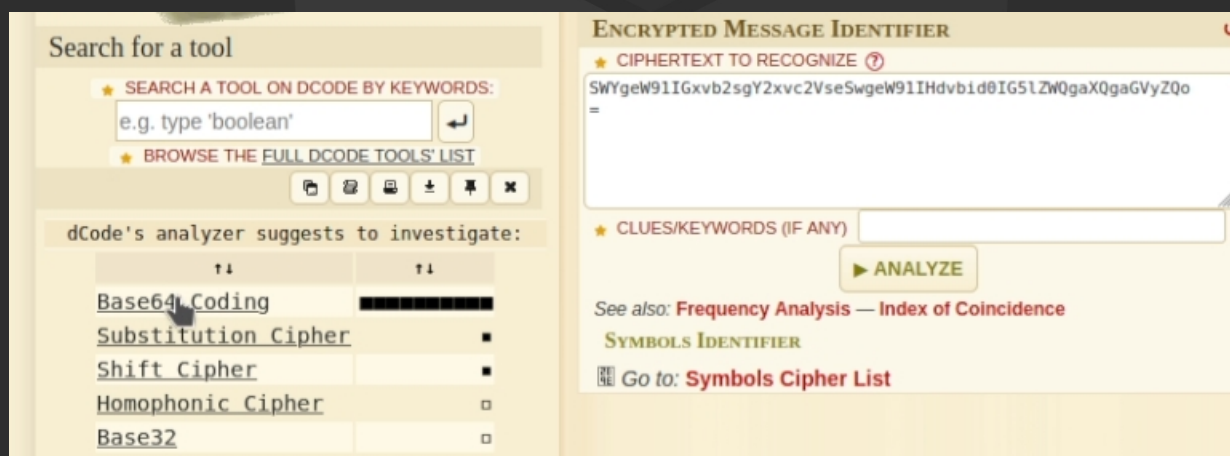 Search for a tool
★ SEARCH A TOOL ON DCODE BY KEYWORDS:
e.g. type 'boolean'
★ BROWSE THE FULL DCODE TOOLS' LIST
dCode's analyzer suggests to investigate:
↑↓ ↑↓
Base64 Coding ■■■■■■■■■■
Substitution Cipher ■
Shift Cipher ■
Homophonic Cipher □
Base32 □
ENCRYPTED MESSAGE IDENTIFIER
★ CIPHERTEXT TO RECOGNIZE ?
SWYgeW91IGxvb2sgY2xvc2VseSwgeW91IHdvbid0IG5lZWQgaXQgaGVyZQo
=
★ CLUES/KEYWORDS (IF ANY)
▶ ANALYZE
See also: Frequency Analysis — Index of Coincidence
SYMBOLS IDENTIFIER
Go to: Symbols Cipher List